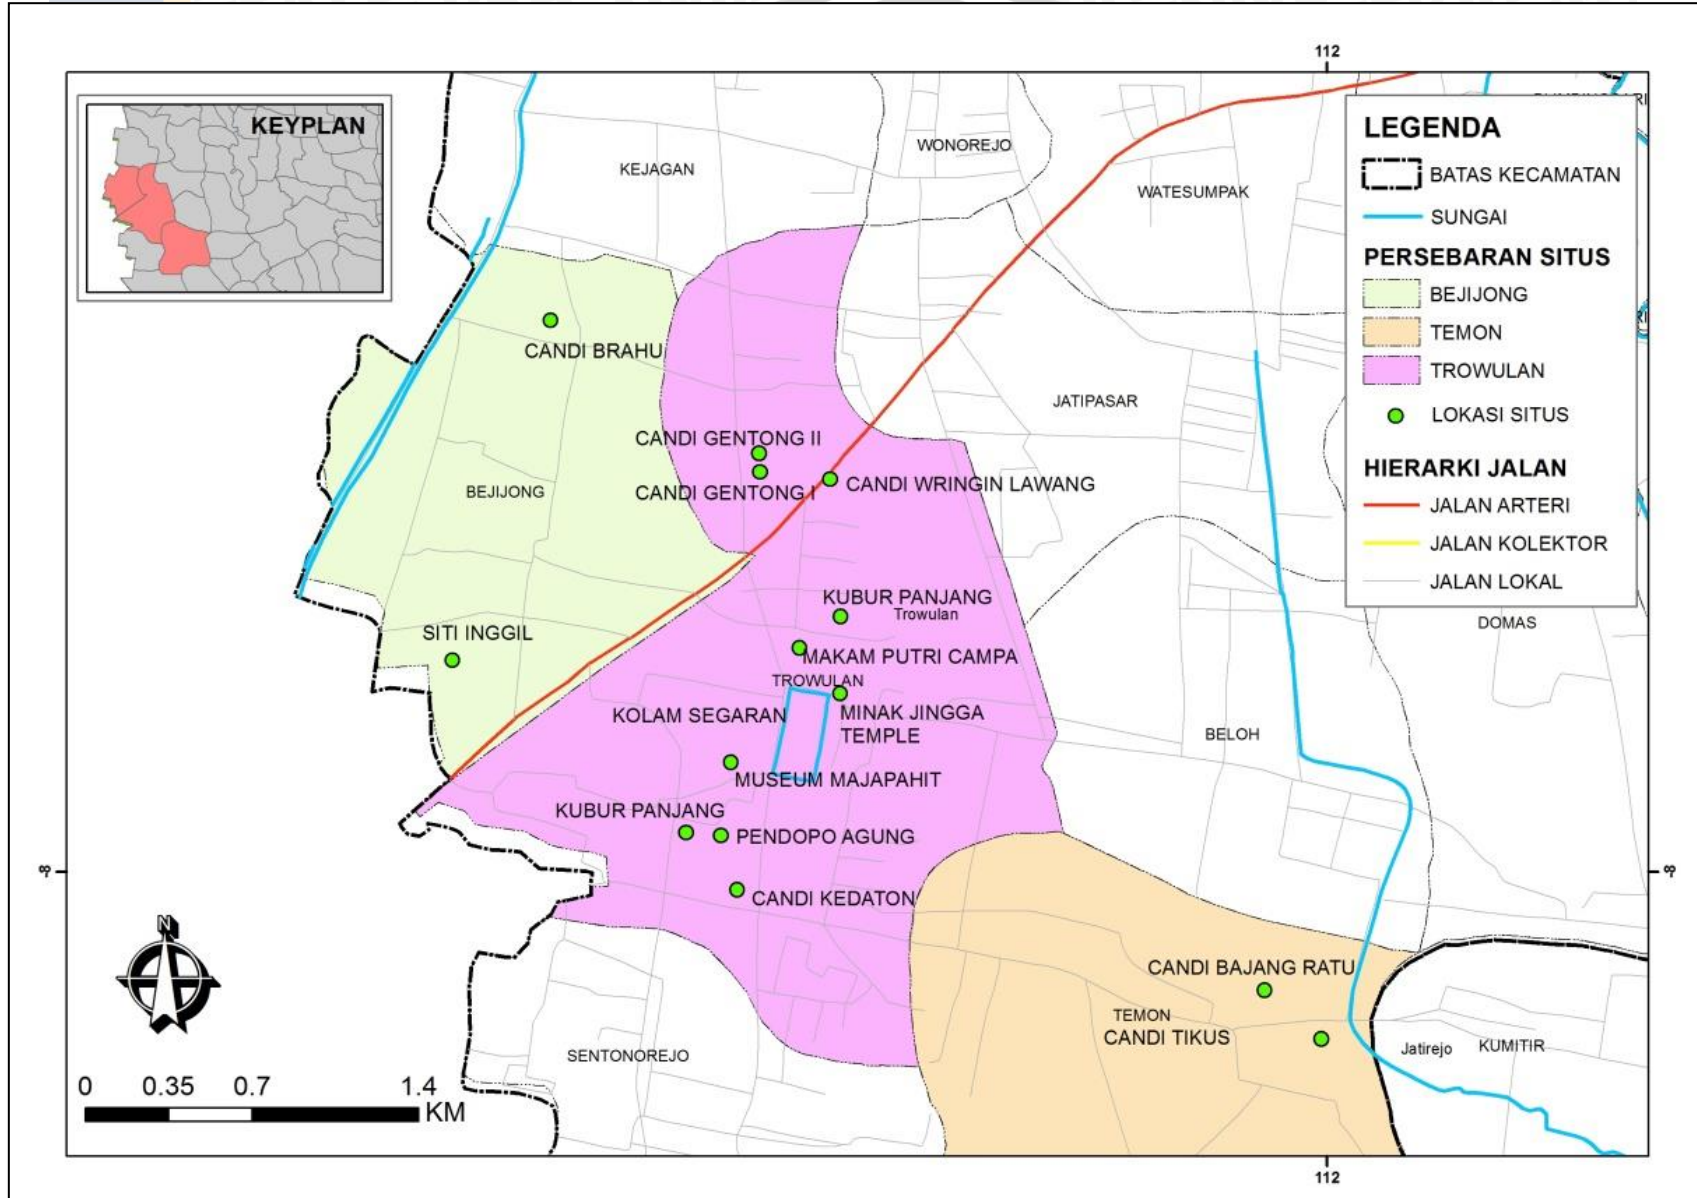 112
KEYPLAN
LEGENDA
BATAS KECAMATAN
SUNGAI
PERSEBARAN SITUS
BEJIJONG
TEMON
TROWULAN
LOKASI SITUS
HIERARKI JALAN
JALAN ARTERI
JALAN KOLEKTOR
JALAN LOKAL
WONOREJO
KEJAGAN
WATESUMPAK
CANDI BRAHU
JATIPASAR
CANDI GENTONG II
CANDI GENTONG I
CANDI WRINGIN LAWANG
BEJIJONG
KUBUR PANJANG
Trowulan
DOMAS
SITI INGGIL
MAKAM PUTRI CAMPA
TROWULAN
KOLAM SEGARAN
MINAK JINGGA
TEMPLE
BELOH
MUSEUM MAJAPAHIT
KUBUR PANJANG
PENDOPO AGUNG
-8
-8
CANDI KEDATON
N
CANDI BAJANG RATU
TEMON
CANDI TIKUS
Jatirejo
KUMITIR
SENTONOREJO
0 0.35 0.7 1.4
KM
112